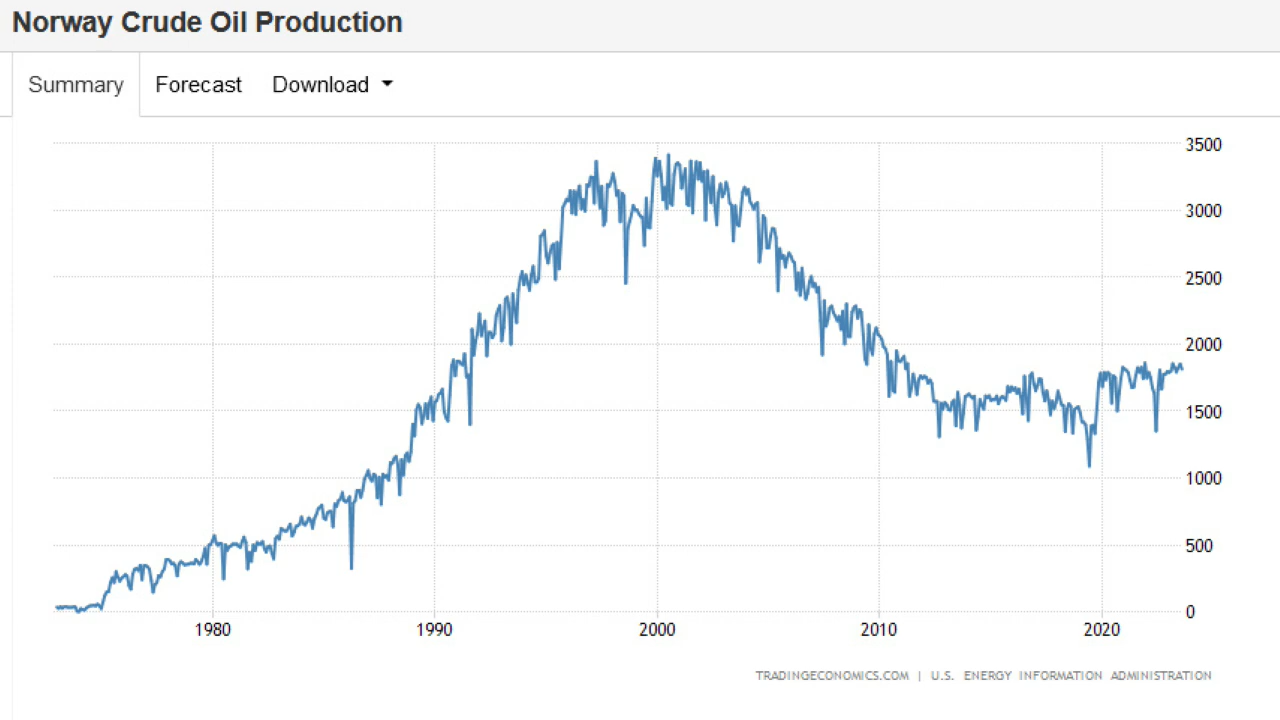 Norway Crude Oil Production
Summary Forecast Download
3500
3000
2500
2000
1500
1000
500
0
1980 1990 2000 2010 2020
TRADINGECONOMICS.COM | U.S. ENERGY INFORMATION ADMINISTRATION